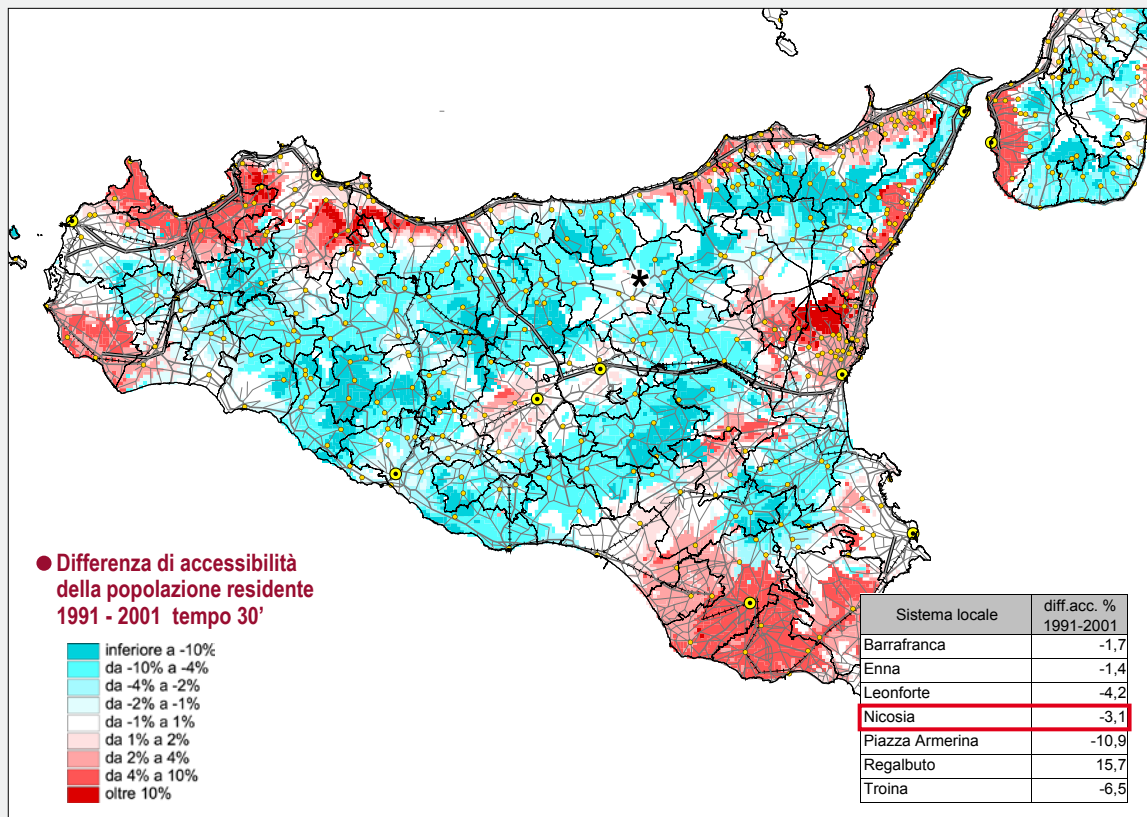 ● Differenza di accessibilità
della popolazione residente
1991 - 2001 tempo 30’
inferiore a -10%
da -10% a -4%
da -4% a -2%
da -2% a -1%
da -1% a 1%
da 1% a 2%
da 2% a 4%
da 4% a 10%
oltre 10%
*
Sistema locale diff.acc. %
1991-2001
Barrafranca -1,7
Enna -1,4
Leonforte -4,2
Nicosia -3,1
Piazza Armerina -10,9
Regalbuto 15,7
Troina -6,5